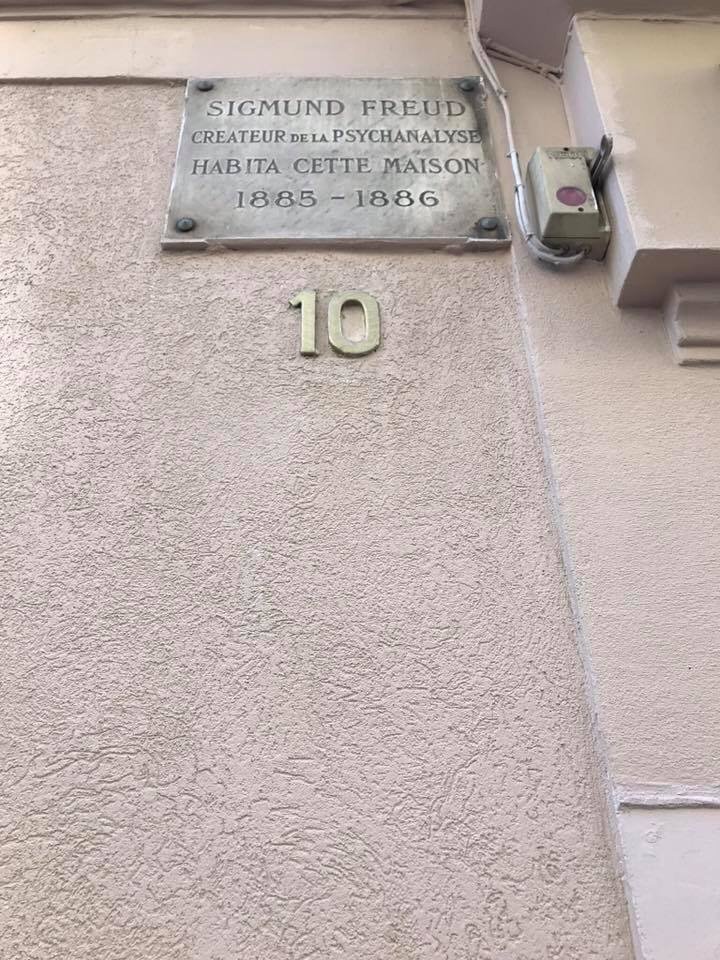 SIGMUND FREUD
CREATEUR DE LA PSYCHANALYSE
HABITA CETTE MAISON
1885 - 1886
10